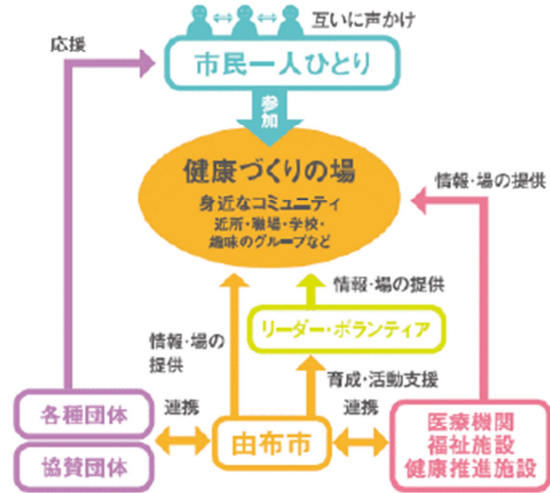 互いに声かけ
応援
市民一人ひとり
参加
健康づくりの場
身近なコミュニティ
近所・職場・学校・
趣味のグループなど
情報・場の提供
情報・場の提供
リーダー・ボランティア
情報・場の
提供
育成・活動支援
各種団体
協賛団体
連携
由布市
連携
医療機関
福祉施設
健康推進施設